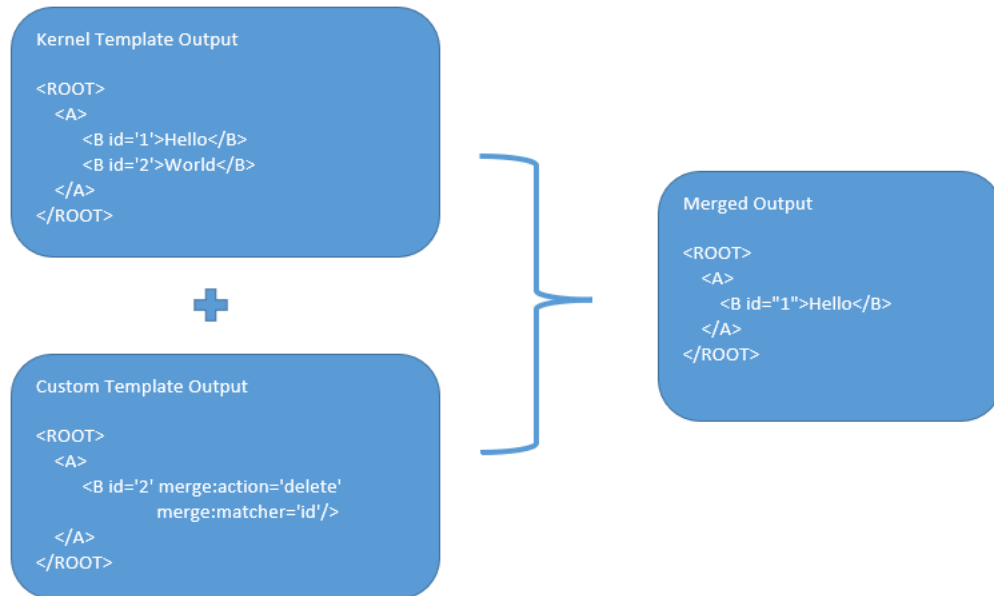 Kernel Template Output
<ROOT>
<A>
<B id='1'>Hello</B>
<B id='2'>World</B>
</A>
</ROOT>
Custom Template Output
<ROOT>
<A>
<B id='2' merge:action='delete'
merge:matcher='id'/>
</A>
</ROOT>
Merged Output
<ROOT>
<A>
<B id="1">Hello</B>
</A>
</ROOT>